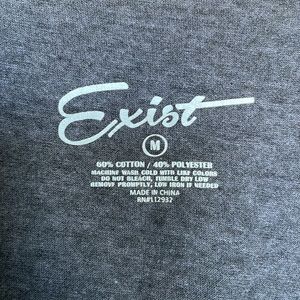 Exist
M
60% COTTON / 40% POLYESTER
MACHINE WASH COLD WITH LIKE COLORS
DO NOT BLEACH, TUMBLE DRY LOW
REMOVE PROMPTLY, LOW IRON IF NEEDED
MADE IN CHINA
RN#112932